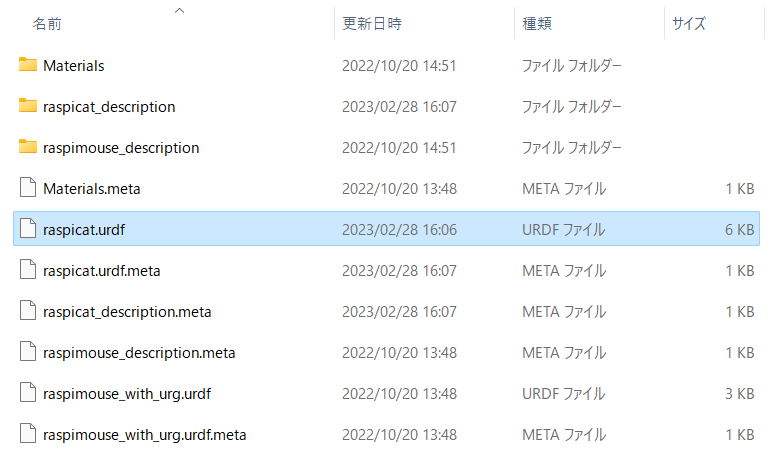 名前 更新日時 種類 サイズ
Materials 2022/10/20 14:51 ファイル フォルダー
raspicat_description 2023/02/28 16:07 ファイル フォルダー
raspimouse_description 2022/10/20 14:51 ファイル フォルダー
Materials.meta 2022/10/20 13:48 META ファイル 1 KB
raspicat.urdf 2023/02/28 16:06 URDF ファイル 6 KB
raspicat.urdf.meta 2023/02/28 16:07 META ファイル 1 KB
raspicat_description.meta 2023/02/28 16:07 META ファイル 1 KB
raspimouse_description.meta 2022/10/20 13:48 META ファイル 1 KB
raspimouse_with_urg.urdf 2022/10/20 13:48 URDF ファイル 3 KB
raspimouse_with_urg.urdf.meta 2022/10/20 13:48 META ファイル 1 KB